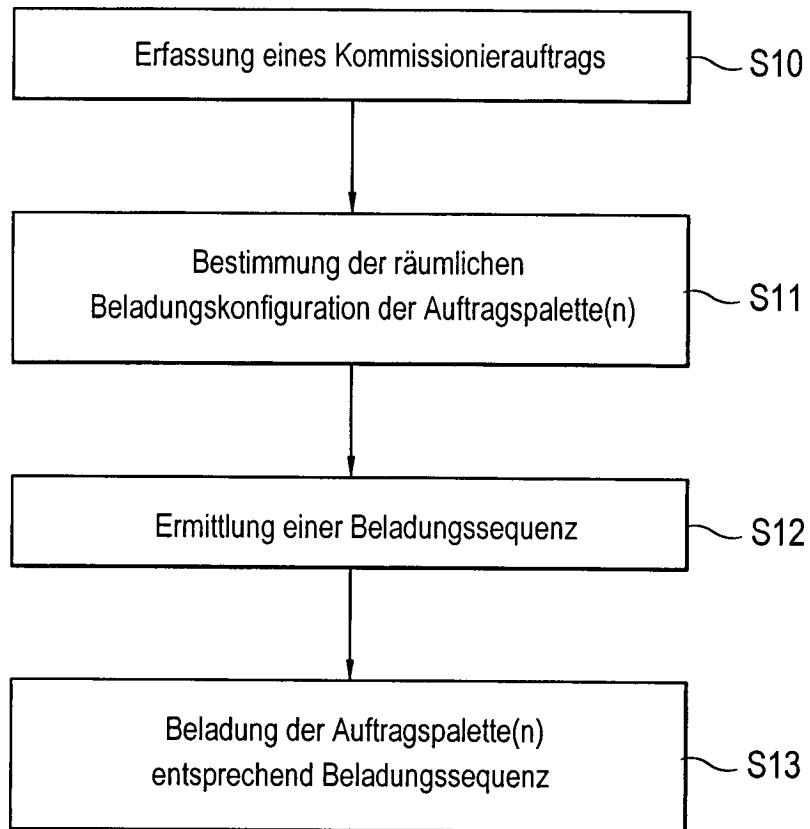 Erfassung eines Kommissionierauftrags
S10
Bestimmung der räumlichen
Beladungskonfiguration der Auftragspalette(n)
S11
Ermittlung einer Beladungssequenz
S12
Beladung der Auftragspalette(n)
entsprechend Beladungssequenz
S13